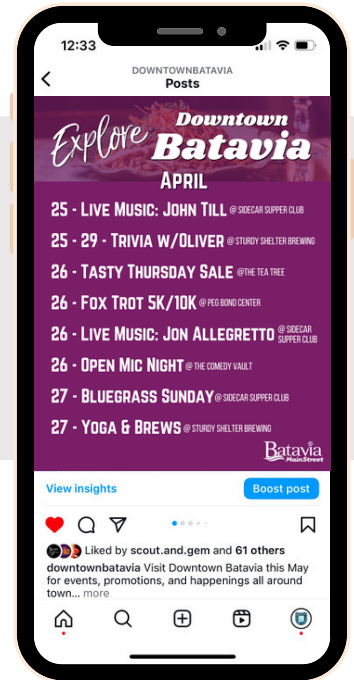 12:33
DOWNTOWNBATAVIA
Posts
Explore Downtown
Batavia
APRIL
25 - LIVE MUSIC: JOHN TILL @ SIDECAR SUPPER CLUB
25 - 29 - TRIVIA W/OLIVER @ STURDY SHELTER BREWING
26 - TASTY THURSDAY SALE @THE TEA TREE
26 - FOX TROT 5K/10K @ PEG BOND CENTER
26 - LIVE MUSIC: JON ALLEGRETTO @ SIDECAR SUPPER CLUB
26 - OPEN MIC NIGHT @ THE COMEDY VAULT
27 - BLUEGRASS SUNDAY @ SIDECAR SUPPER CLUB
27 - YOGA & BREWS @ STURDY SHELTER BREWING
Batavia
MainStreet
View insights
Boost post
Liked by scout.and.gem and 61 others
downtownbatavia Visit Downtown Batavia this May
for events, promotions, and happenings all around
town... more